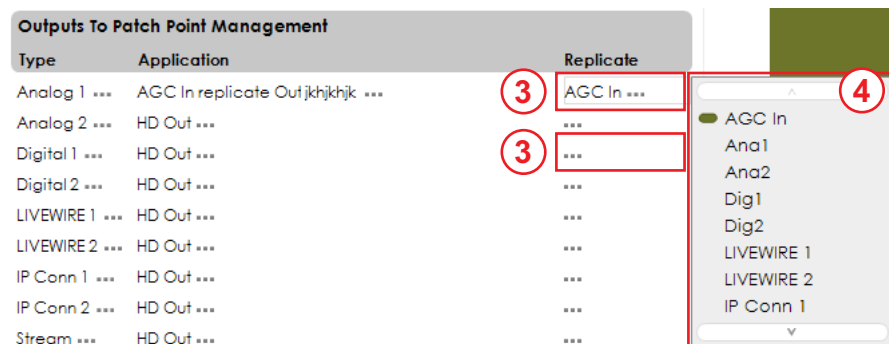 Outputs To Patch Point Management
Type Application Replicate
Analog 1 ... AGC In replicate Out jkhjkhjk ... 3 AGC In ... 4
Analog 2 ... HD Out ... ...
Digital 1 ... HD Out ... 3 ...
Digital 2 ... HD Out ... ...
LIVEWIRE 1 ... HD Out ... ...
LIVEWIRE 2 ... HD Out ... ...
IP Conn 1 ... HD Out ... ...
IP Conn 2 ... HD Out ... ...
Stream ... HD Out ... ...
AGC In
Ana1
Ana2
Dig1
Dig2
LIVEWIRE 1
LIVEWIRE 2
IP Conn 1